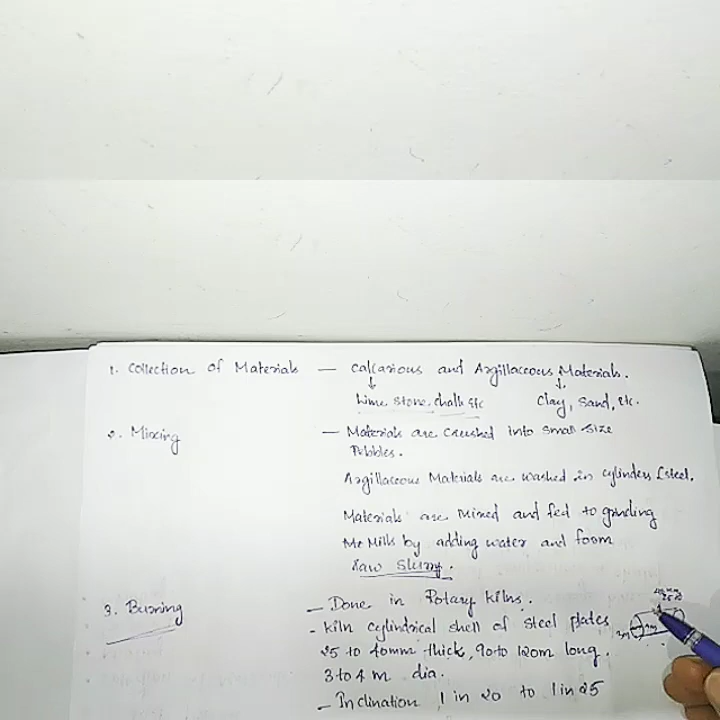 1. Collection of Materials — calcarious and Argillaceous Materials.
Lime stone, chalk etc
Clay, Sand, etc.
2. Mixing — Materials are crushed into small size
Pebbles.
Argillaceous Materials are washed in cylinders steel.
Materials are mixed and fed to grinding
Mills by adding water and form
raw slurry.
3. Burning — Done in Rotary kilns.
- kiln cylindrical shell of steel plates
25 to 40mm thick, 90 to 120m long.
3 to 4 m dia.
- Inclination 1 in 20 to 1 in 25